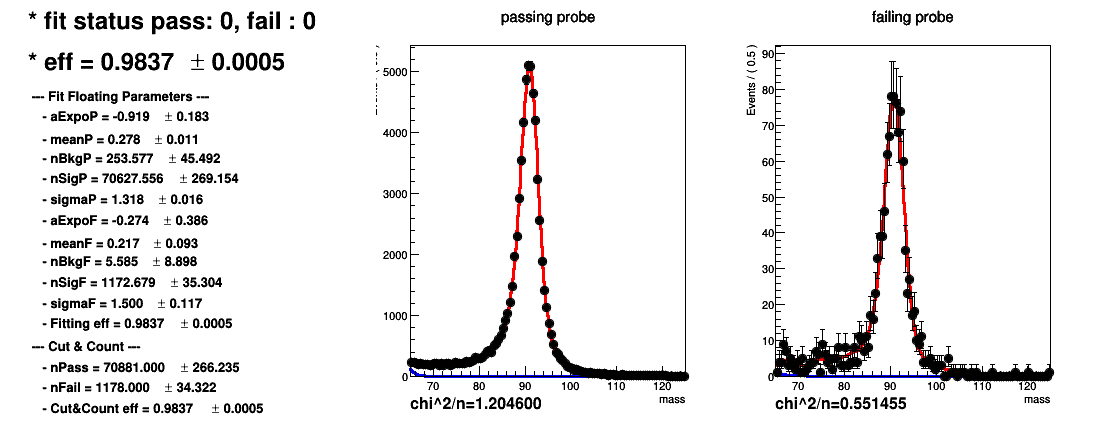 * fit status pass: 0, fail : 0
* eff = 0.9837 ± 0.0005
--- Fit Floating Parameters ---
- aExpoP = -0.919 ± 0.183
- meanP = 0.278 ± 0.011
- nBkgP = 253.577 ± 45.492
- nSigP = 70627.556 ± 269.154
- sigmaP = 1.318 ± 0.016
- aExpoF = -0.274 ± 0.386
- meanF = 0.217 ± 0.093
- nBkgF = 5.585 ± 8.898
- nSigF = 1172.679 ± 35.304
- sigmaF = 1.500 ± 0.117
- Fitting eff = 0.9837 ± 0.0005
--- Cut & Count ---
- nPass = 70881.000 ± 266.235
- nFail = 1178.000 ± 34.322
- Cut&Count eff = 0.9837 ± 0.0005
passing probe
5000
4000
3000
2000
1000
0
70 80 90 100 110 120
mass
chi^2/n=1.204600
failing probe
Events / ( 0.5 )
90
80
70
60
50
40
30
20
10
0
70 80 90 100 110 120
mass
chi^2/n=0.551455